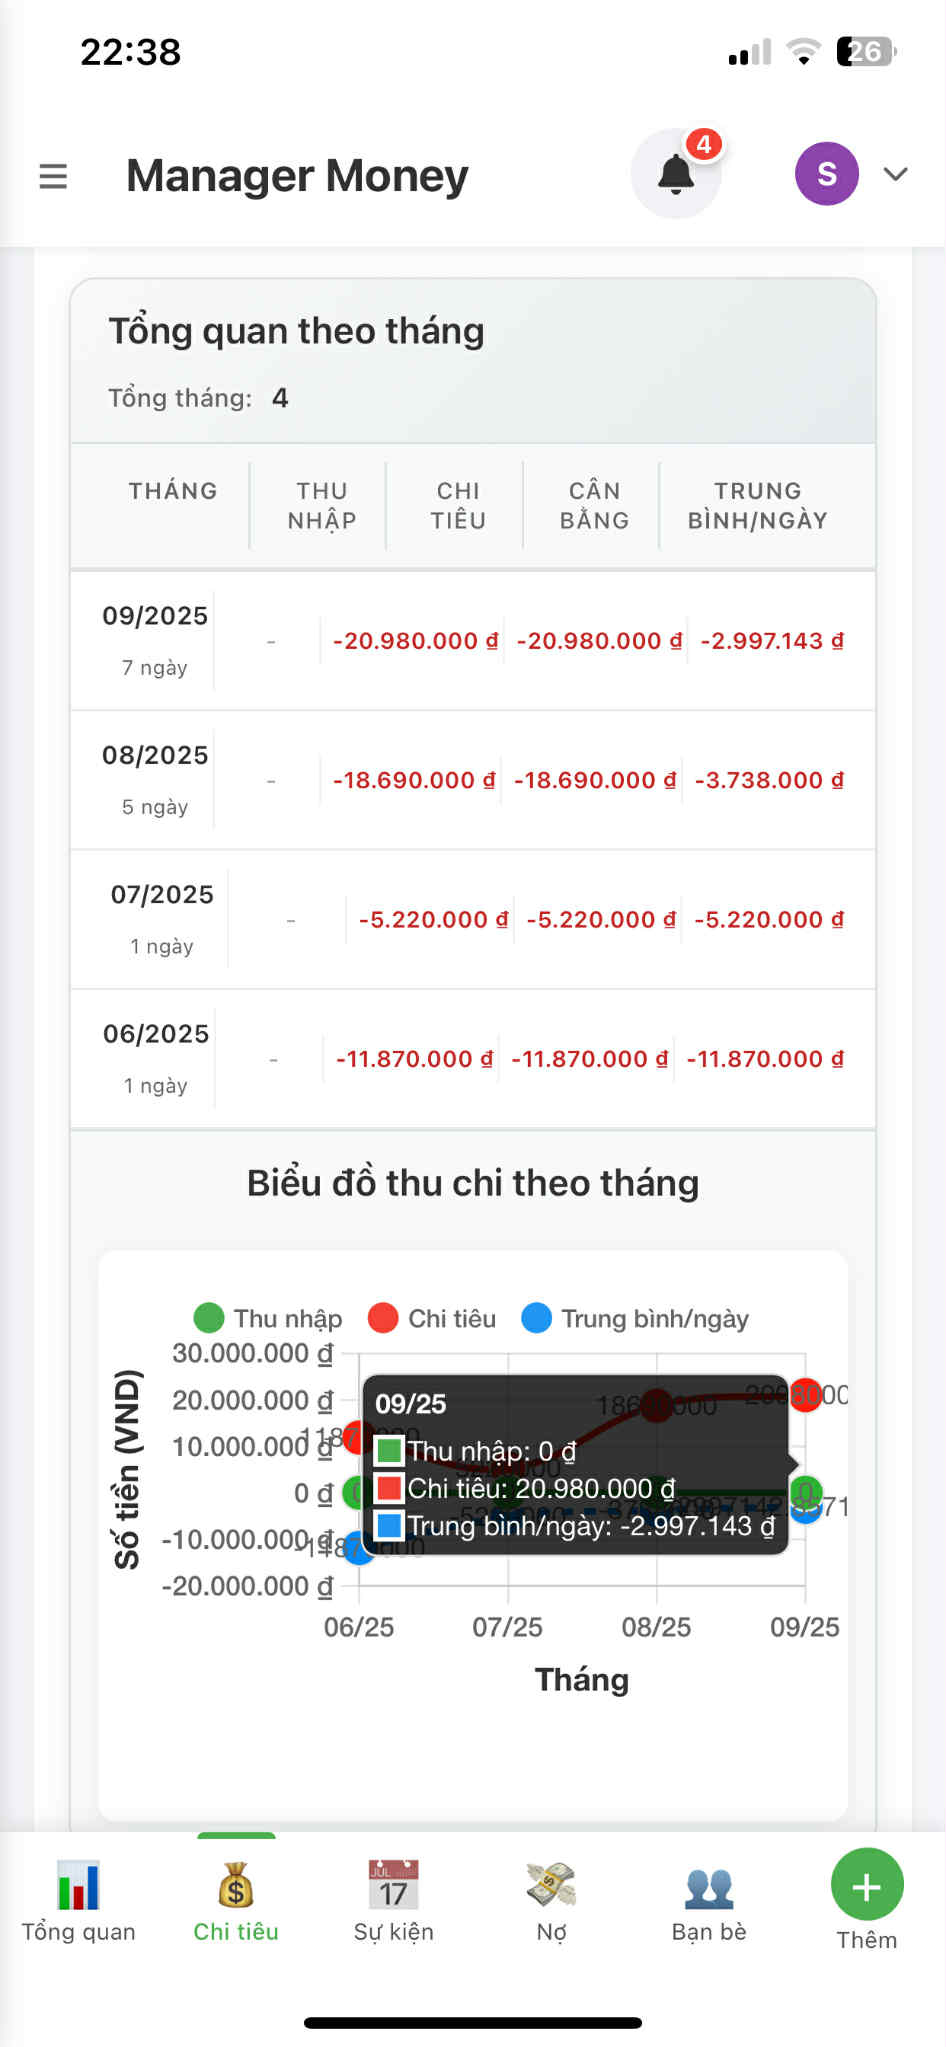 22:38
26
Manager Money
4
S
Tổng quan theo tháng
Tổng tháng: 4
THÁNG
THU NHẬP
CHI TIÊU
CÂN BẰNG
TRUNG BÌNH/NGÀY
09/2025
7 ngày
-
-20.980.000 ₫
-20.980.000 ₫
-2.997.143 ₫
08/2025
5 ngày
-
-18.690.000 ₫
-18.690.000 ₫
-3.738.000 ₫
07/2025
1 ngày
-
-5.220.000 ₫
-5.220.000 ₫
-5.220.000 ₫
06/2025
1 ngày
-
-11.870.000 ₫
-11.870.000 ₫
-11.870.000 ₫
Biểu đồ thu chi theo tháng
Thu nhập
Chi tiêu
Trung bình/ngày
Số tiền (VND)
30.000.000 ₫
20.000.000 ₫
10.000.000 ₫
0 ₫
-10.000.000 ₫
-20.000.000 ₫
09/25
Thu nhập: 0 ₫
Chi tiêu: 20.980.000 ₫
Trung bình/ngày: -2.997.143 ₫
0
06/25
07/25
08/25
09/25
Tháng
JUL
17
Tổng quan
Chi tiêu
Sự kiện
Nợ
Bạn bè
Thêm